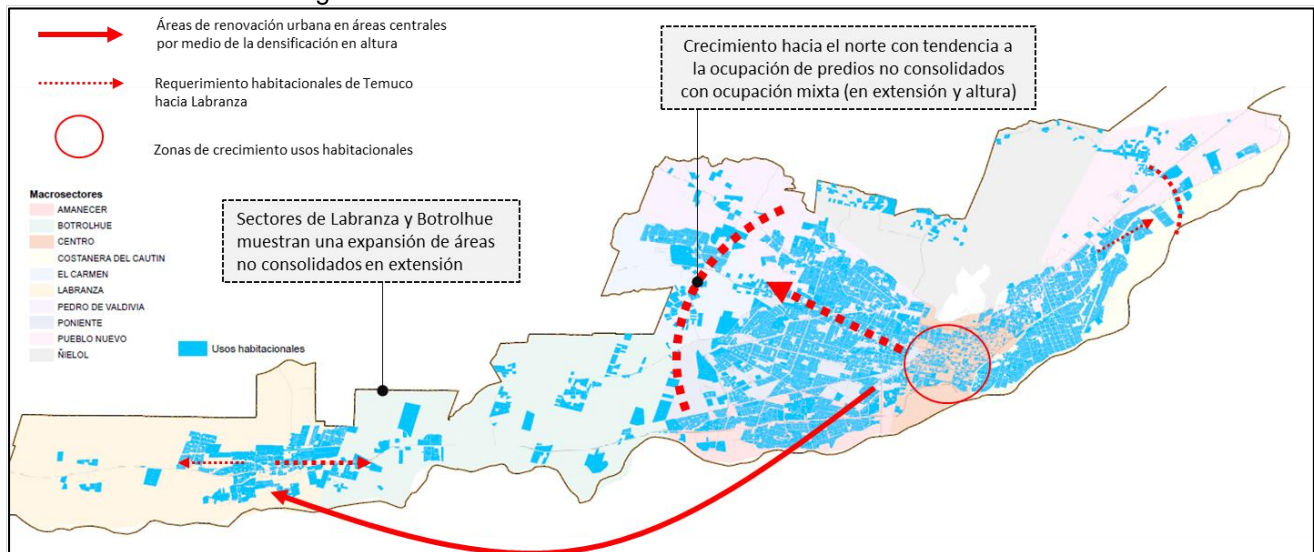 Áreas de renovación urbana en áreas centrales
por medio de la densificación en altura
Requerimiento habitacionales de Temuco
hacia Labranza
Zonas de crecimiento usos habitacionales
Crecimiento hacia el norte con tendencia a
la ocupación de predios no consolidados
con ocupación mixta (en extensión y altura)
Macrosectores
AMANECER
BOTROLHUE
CENTRO
COSTANERA DEL CAUTIN
EL CARMEN
LABRANZA
PEDRO DE VALDIVIA
PONIENTE
PUEBLO NUEVO
ÑIELOL
Usos habitacionales
Sectores de Labranza y Botrolhue
muestran una expansión de áreas
no consolidados en extensión